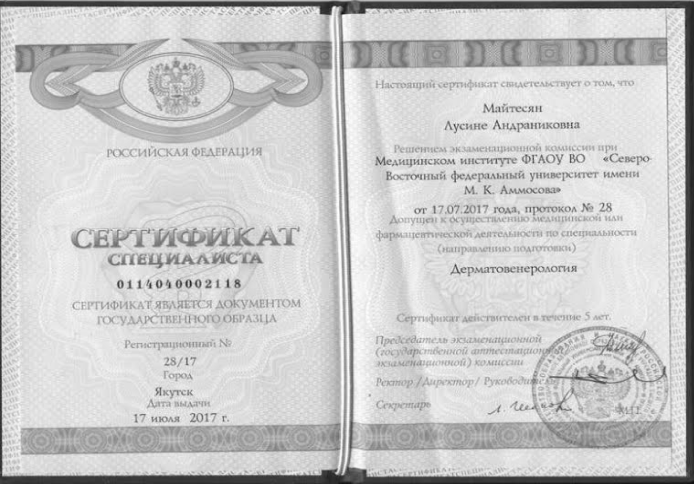 РОССИЙСКАЯ ФЕДЕРАЦИЯ
СЕРТИФИКАТ
СПЕЦИАЛИСТА
0114040002118
СЕРТИФИКАТ ЯВЛЯЕТСЯ ДОКУМЕНТОМ
ГОСУДАРСТВЕННОГО ОБРАЗЦА
Регистрационный №
28/17
Город
Якутск
Дата выдачи
17 июля 2017 г.
Настоящий сертификат свидетельствует о том, что
Майтесян
Лусине Андраниковна
Решением экзаменационной комиссии при
Медицинском институте ФГАОУ ВО «Северо-
Восточный федеральный университет имени
М. К. Аммосова»
от 17.07.2017 года, протокол № 28
Допущен к осуществлению медицинской или
фармацевтической деятельности по специальности
(направлению подготовки)
Дерматовенерология
Сертификат действителен в течение 5 лет.
Председатель экзаменационной
(государственной аттестационной
экзаменационной) комиссии
Ректор /Директор/ Руководитель
Секретарь